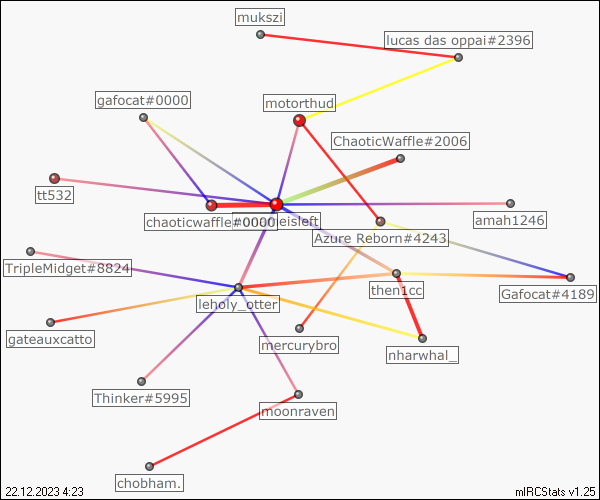 mukszi
lucas das oppai#2396
gafocat#0000
motorthud
ChaoticWaffle#2006
tt532
chaoticwaffle#0000
amah1246
Azure Reborn#4243
TripleMidget#8824
then1cc
Gafocat#4189
leholy_otter
gateauxcatto
mercurybro
nharwhal_
Thinker#5995
moonraven
chobham.
22.12.2023 4:23
mIRCStats v1.25